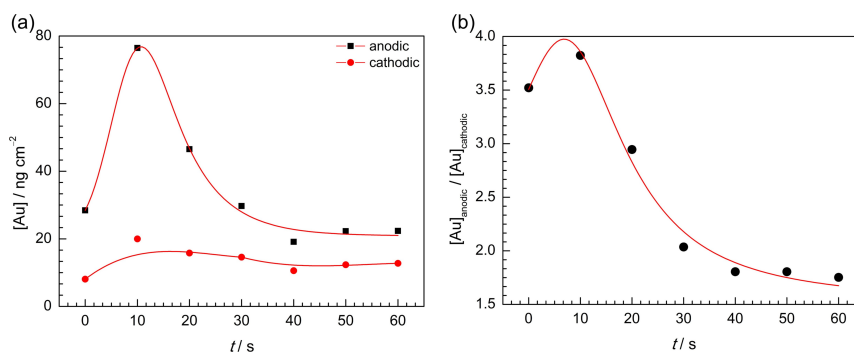 (a)
80
60
40
20
0
[Au] / ng cm⁻²
anodic
cathodic
0 10 20 30 40 50 60
t / s
(b)
4.0
3.5
3.0
2.5
2.0
1.5
[Au]anodic / [Au]cathodic
0 10 20 30 40 50 60
t / s